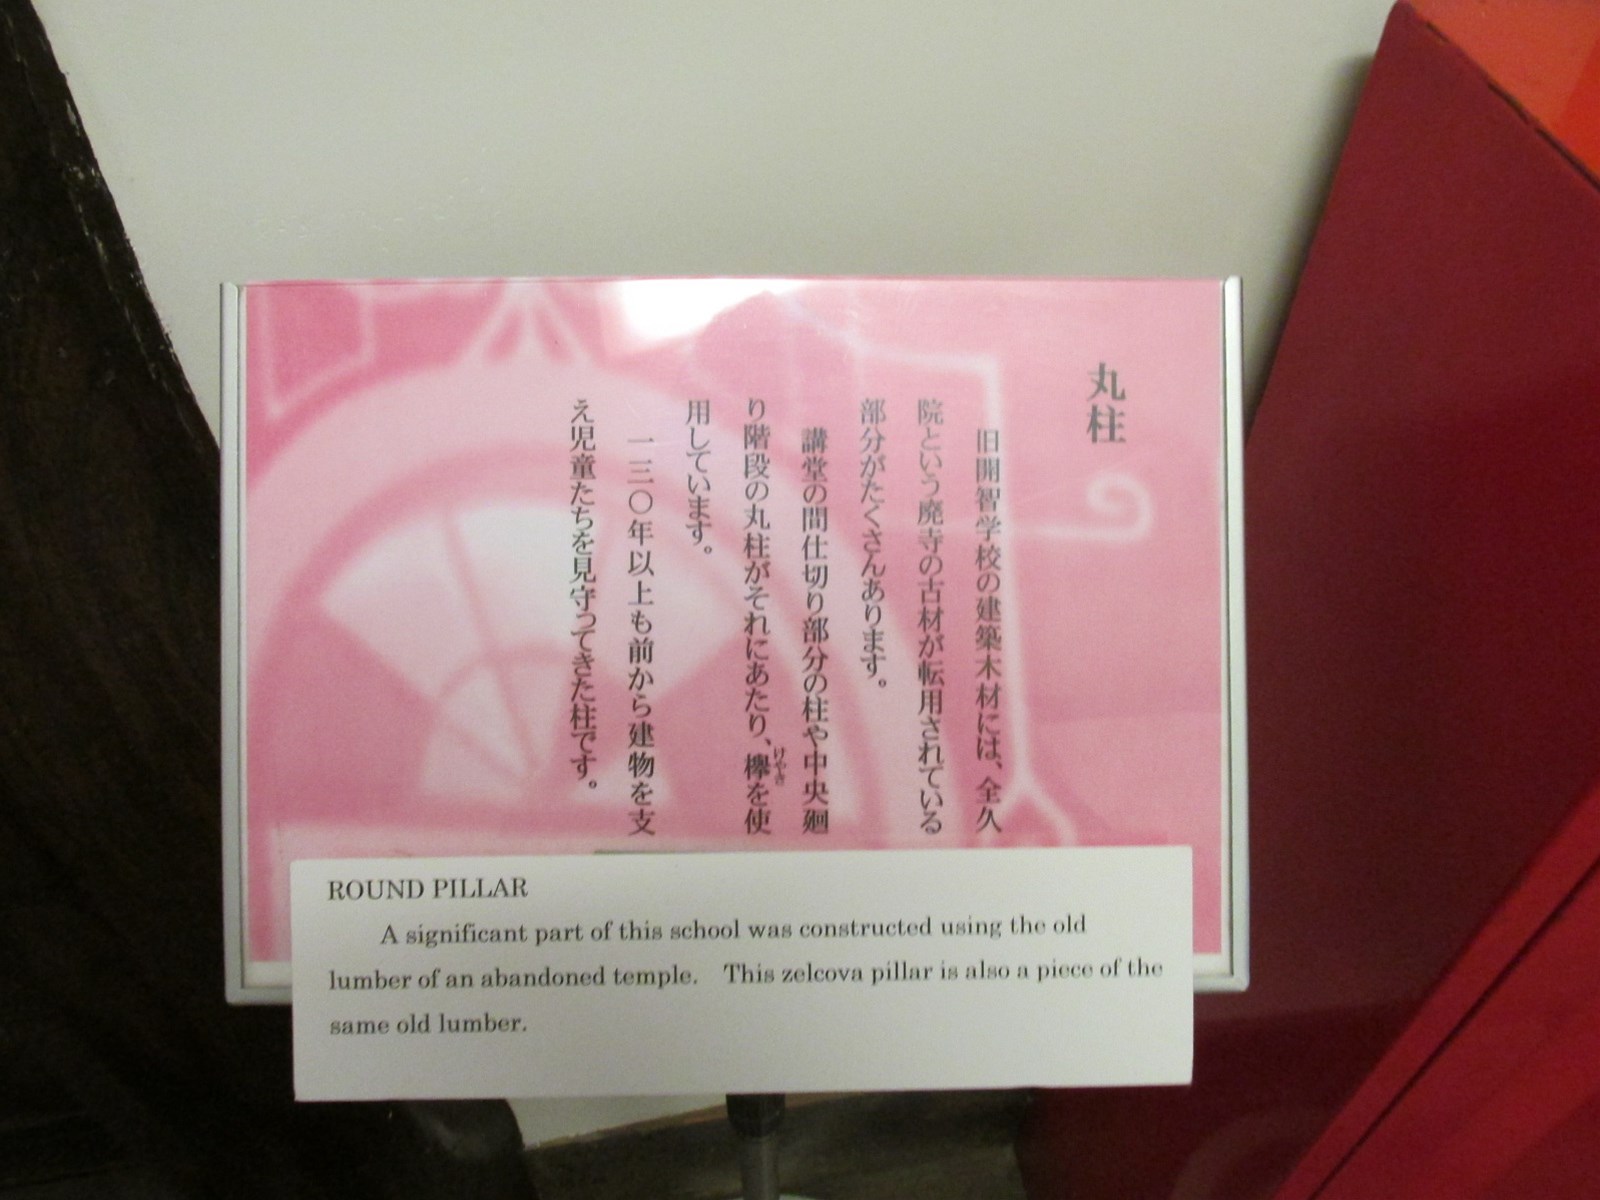 丸柱
旧開智学校の建築木材には、全久
院という廃寺の古材が転用されている
部分がたくさんあります。
講堂の間仕切り部分の柱や中央廻
り階段の丸柱がそれにあたり、欅を使
けやき
用しています。
一三〇年以上も前から建物を支
え児童たちを見守ってきた柱です。
ROUND PILLAR
A significant part of this school was constructed using the old
lumber of an abandoned temple. This zelcova pillar is also a piece of the
same old lumber.